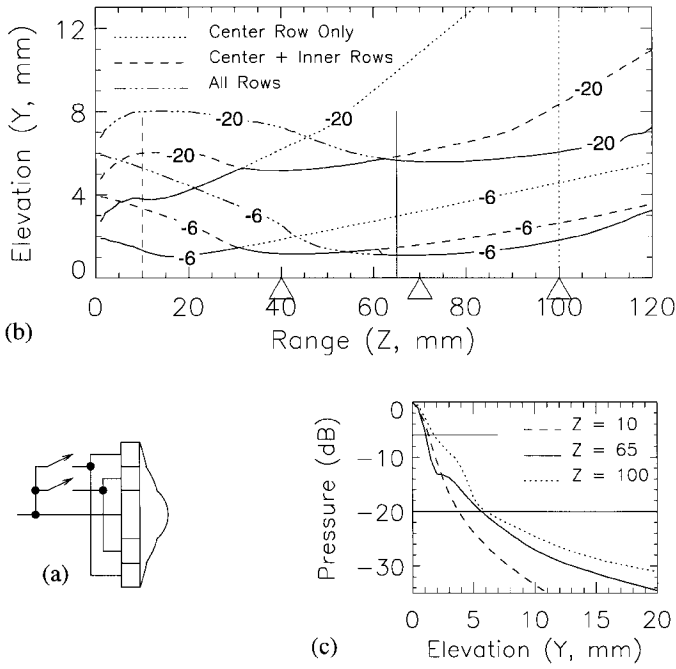 12
8
4
0
Elevation (Y, mm)
Center Row Only
Center + Inner Rows
All Rows
-20
-20
-20
-20
-20
-6
-6
-6
-6
-6
-6
0 20 40 60 80 100 120
Range (Z, mm)
(b)
(a)
0
-10
-20
-30
Pressure (dB)
Z = 10
Z = 65
Z = 100
0 5 10 15 20
Elevation (Y, mm)
(c)